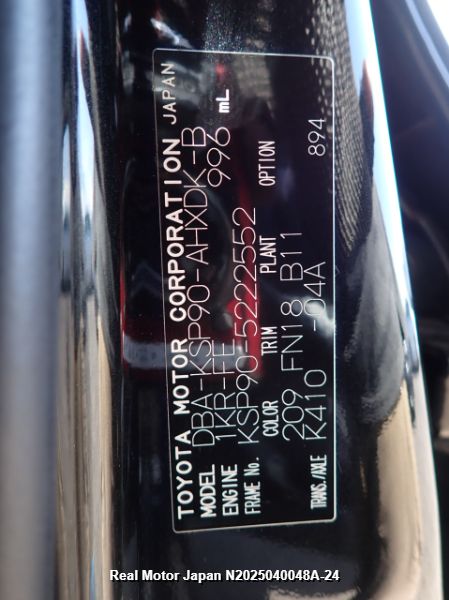 TOYOTA MOTOR CORPORATION JAPAN
MODEL DBA-KSP90-AHXDK-B
ENGINE 1KR-FE 996 mL
FRAME No. KSP90-5222552
COLOR TRIM PLANT OPTION
209 FN18 B11 894
TRANS./AXLE K410 -04A
Real Motor Japan N2025040048A-24